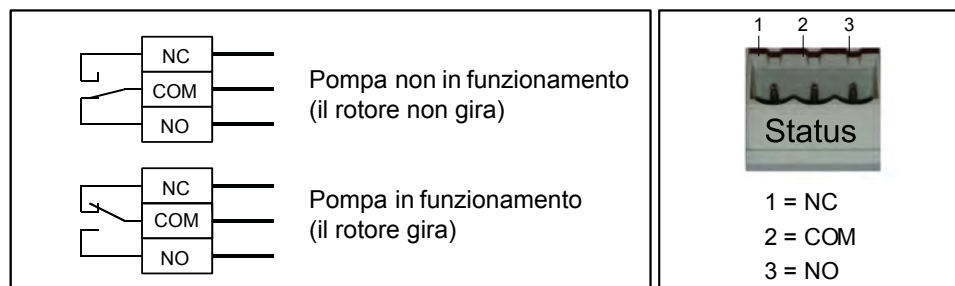 NC
COM
NO
Pompa non in funzionamento
(il rotore non gira)
NC
COM
NO
Pompa in funzionamento
(il rotore gira)
1 2 3
Status
1 = NC
2 = COM
3 = NO